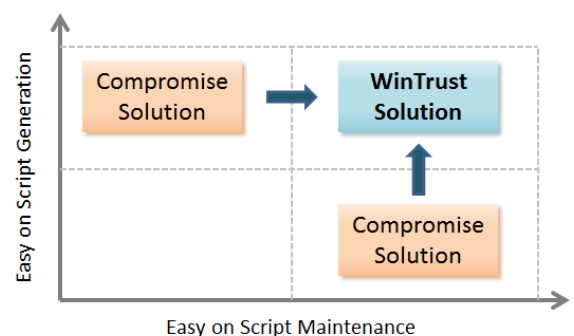 Easy on Script Generation
Compromise
Solution
WinTrust
Solution
Compromise
Solution
Easy on Script Maintenance